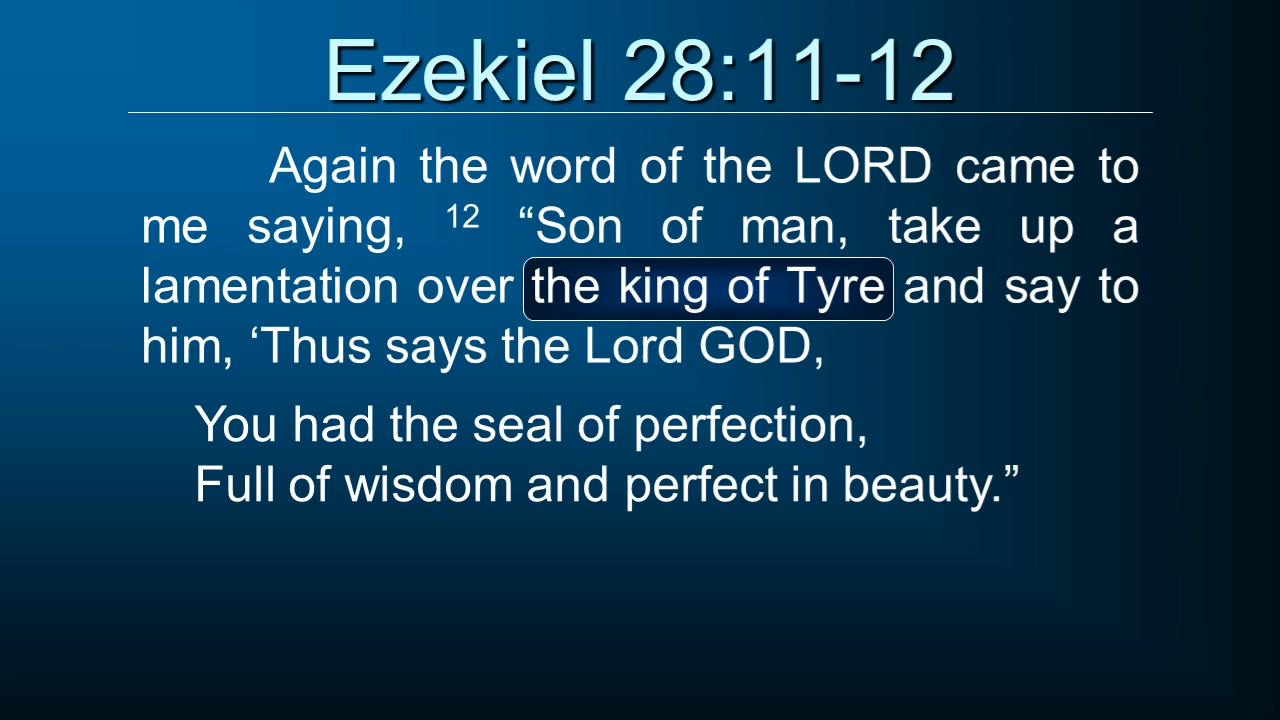 Ezekiel 28:11-12
Again the word of the LORD came to
me saying, 12 “Son of man, take up a
lamentation over the king of Tyre and say to
him, ‘Thus says the Lord GOD,
You had the seal of perfection,
Full of wisdom and perfect in beauty.”